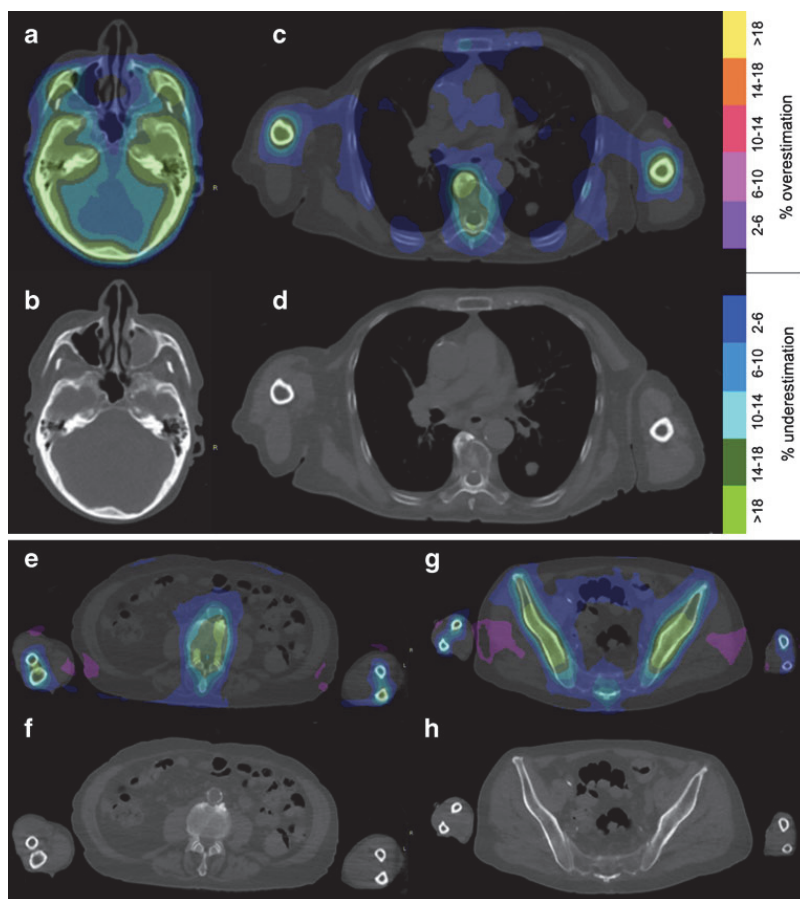 a
c
b
d
R
R
>18
14-18
10-14
6-10
2-6
% overestimation
2-6
6-10
10-14
14-18
>18
% underestimation
e
g
R
L
f
h
R
L